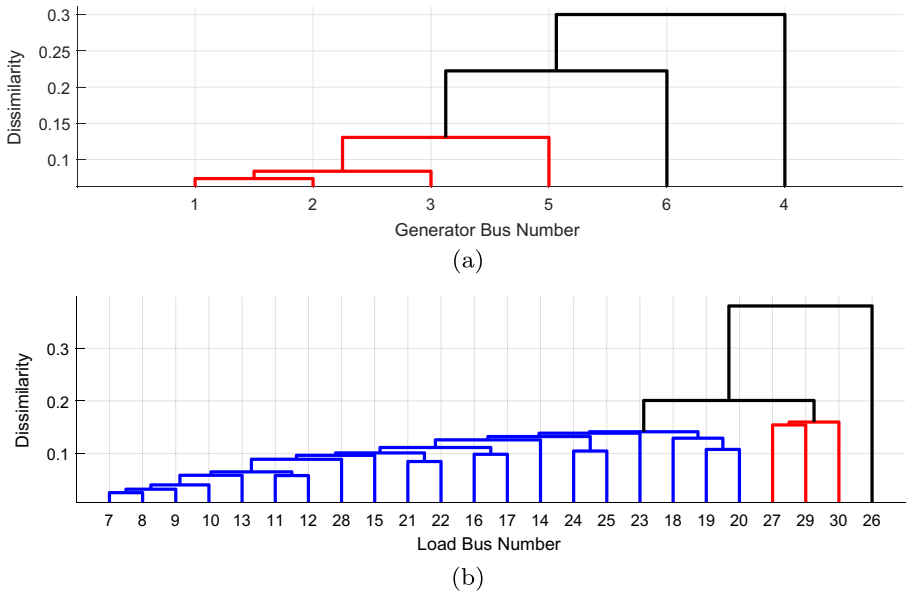 0.3
0.25
0.2
0.15
0.1
Dissimilarity
1 2 3 5 6 4
Generator Bus Number
(a)
0.3
0.2
0.1
Dissimilarity
7 8 9 10 13 11 12 28 15 21 22 16 17 14 24 25 23 18 19 20 27 29 30 26
Load Bus Number
(b)